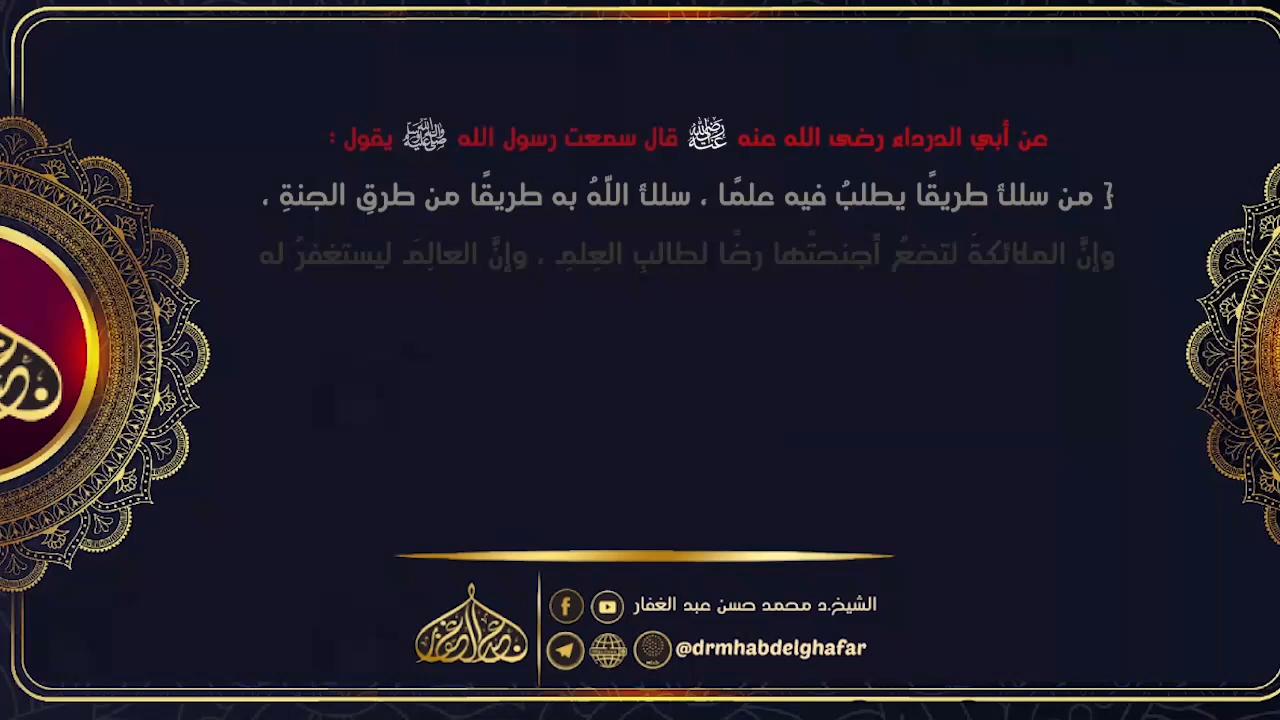 عن أبي الدرداء رضى الله عنه ﵁ قال سمعت رسول الله ﷺ يقول :
{ من سلك طريقًا يطلبُ فيه علمًا ، سلك اللَّهُ به طريقًا من طرقِ الجنةِ ،
وإنَّ الملائكةَ لتضعُ أجنحتَها رضًا لطالبِ العِلمِ ، وإنَّ العالِمَ ليستغفرُ له
الشيخ.د محمد حسن عبد الغفار
@drmhabdelghafar